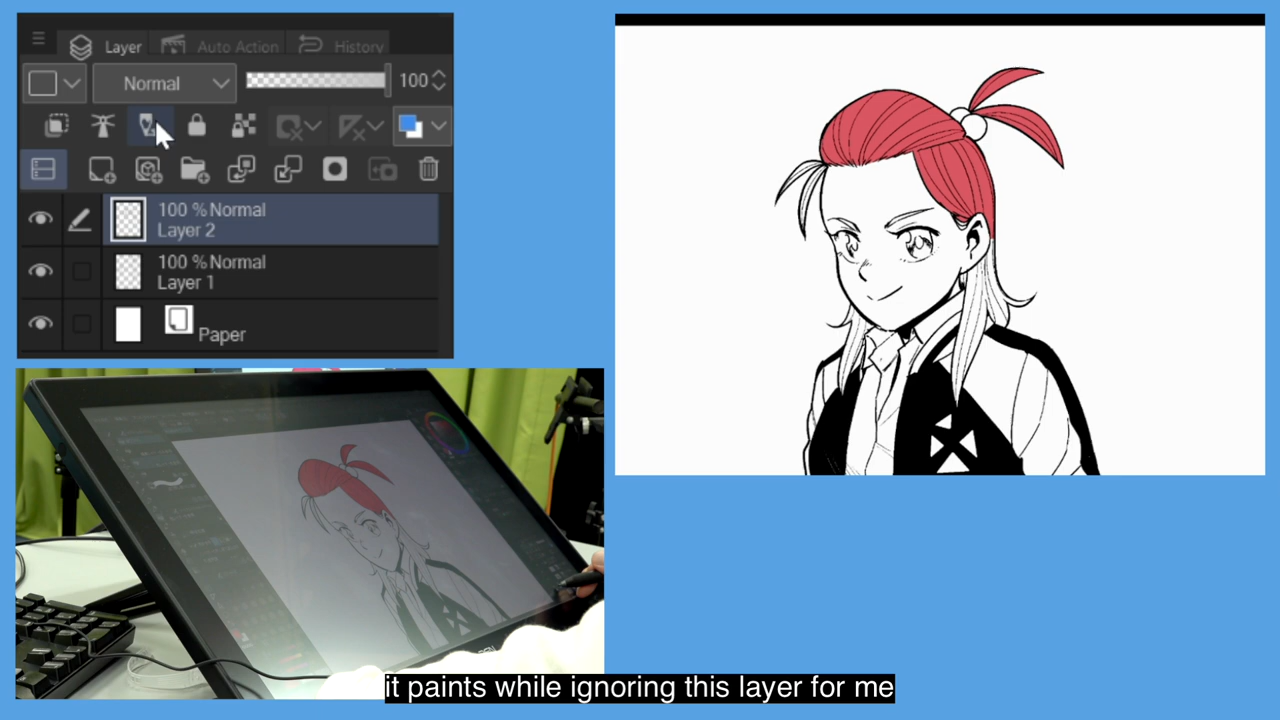 Layer
Auto Action
History
Normal
100
100 %Normal
Layer 2
100 %Normal
Layer 1
Paper
it paints while ignoring this layer for me